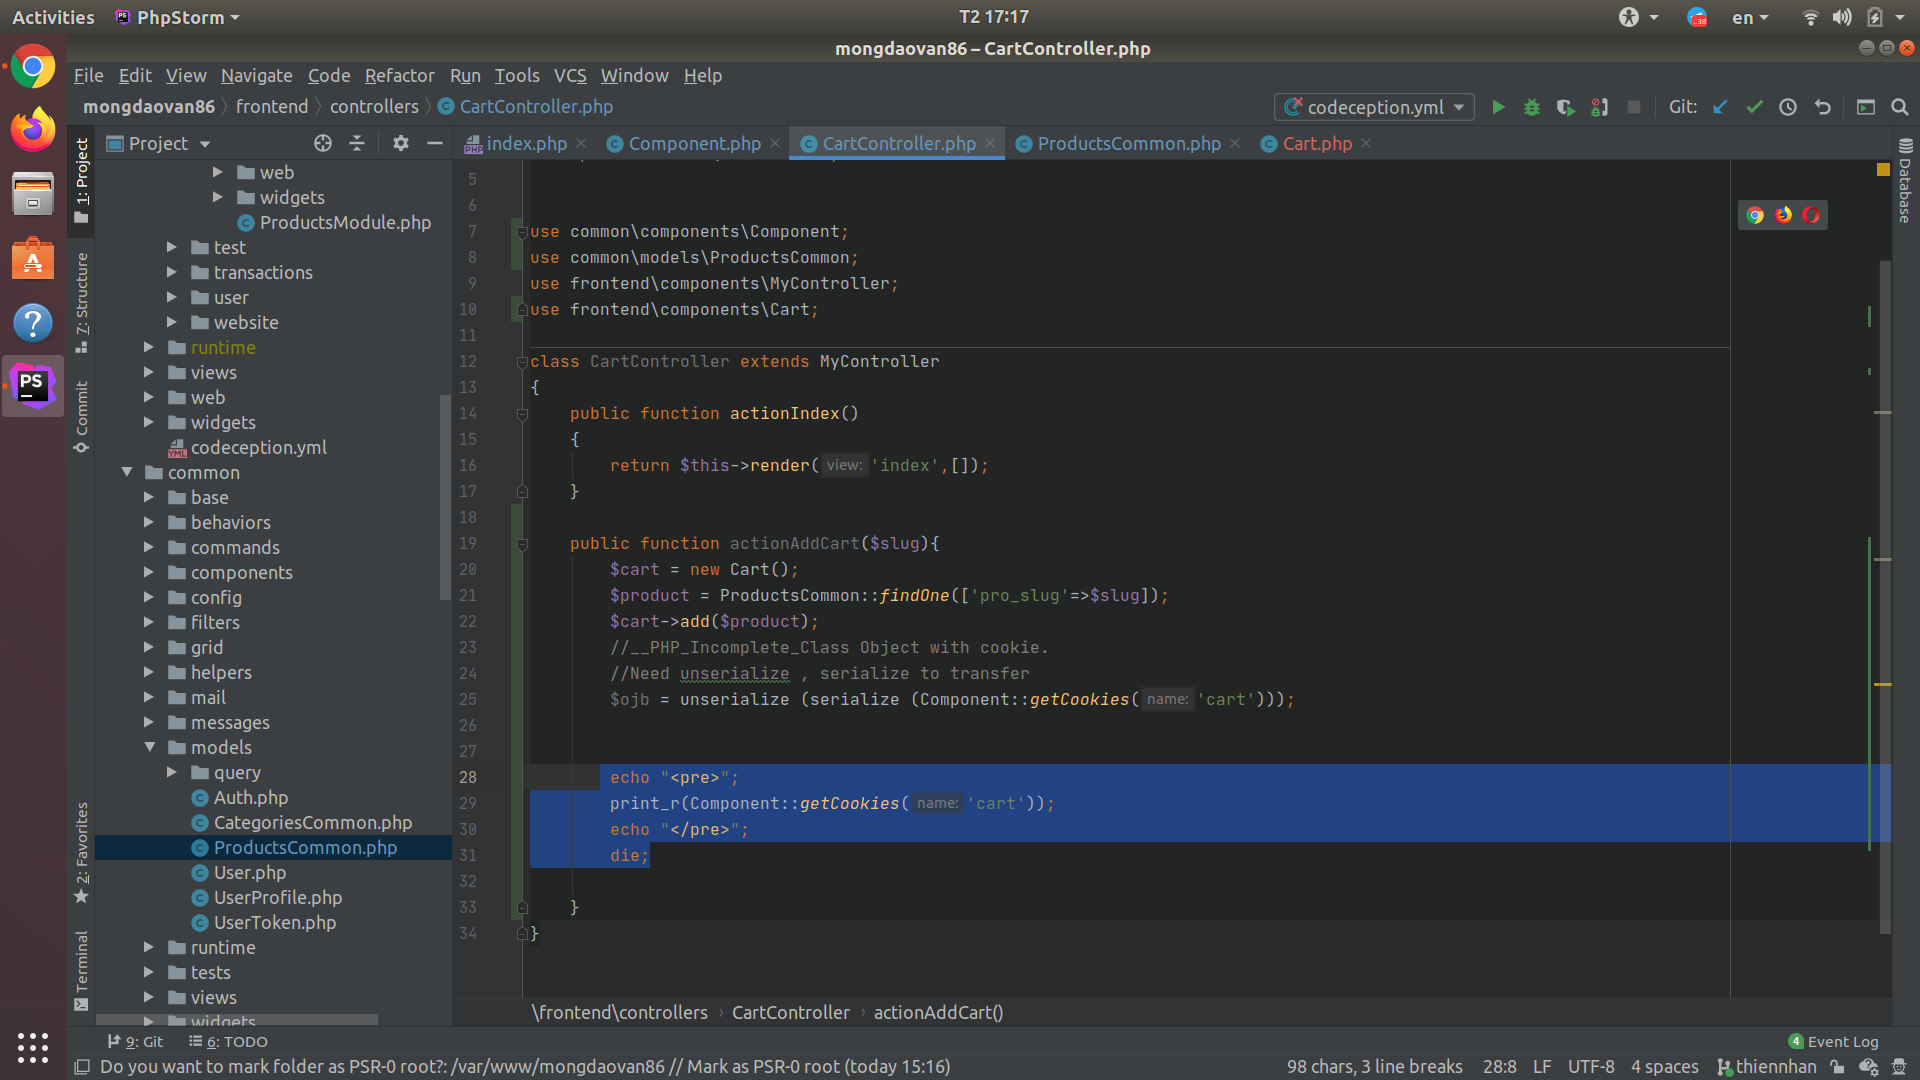 Activities
PhpStorm
T2 17:17
en
mongdaovan86 – CartController.php
File Edit View Navigate Code Refactor Run Tools VCS Window Help
mongdaovan86 frontend controllers CartController.php
codeception.yml
Git:
1: Project
7: Structure
Commit
2: Favorites
Terminal
Project
web
widgets
ProductsModule.php
test
transactions
user
website
runtime
views
web
widgets
codeception.yml
common
base
behaviors
commands
components
config
filters
grid
helpers
mail
messages
models
query
Auth.php
CategoriesCommon.php
ProductsCommon.php
User.php
UserProfile.php
UserToken.php
runtime
tests
views
widgets
index.php
Component.php
CartController.php
ProductsCommon.php
Cart.php
5
6
7 use common\components\Component;
8 use common\models\ProductsCommon;
9 use frontend\components\MyController;
10 use frontend\components\Cart;
11
12 class CartController extends MyController
13 {
14 public function actionIndex()
15 {
16 return $this->render( view: 'index',[]);
17 }
18
19 public function actionAddCart($slug){
20 $cart = new Cart();
21 $product = ProductsCommon::findOne(['pro_slug'=>$slug]);
22 $cart->add($product);
23 //__PHP_Incomplete_Class Object with cookie.
24 //Need unserialize , serialize to transfer
25 $ojb = unserialize (serialize (Component::getCookies( name: 'cart')));
26
27
28 echo "<pre>";
29 print_r(Component::getCookies( name: 'cart'));
30 echo "</pre>";
31 die;
32
33 }
34 }
\frontend\controllers › CartController › actionAddCart()
Database
9: Git
6: TODO
4 Event Log
Do you want to mark folder as PSR-0 root?: /var/www/mongdaovan86 // Mark as PSR-0 root (today 15:16)
98 chars, 3 line breaks 28:8 LF UTF-8 4 spaces thiennhan